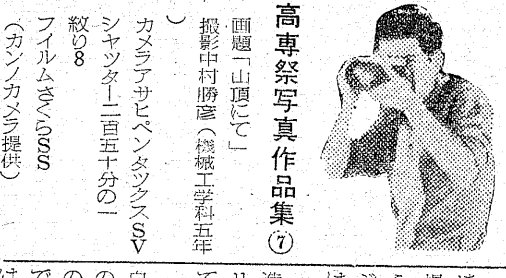 高専祭写真作品集⑦
画題「山頂にて」
撮影中村勝彦(機械工学科五年
)
カメラアサヒペンタックスSV
シャッター二百五十分の一
絞り8
フイルムさくらSS
(カンノカメラ提供)